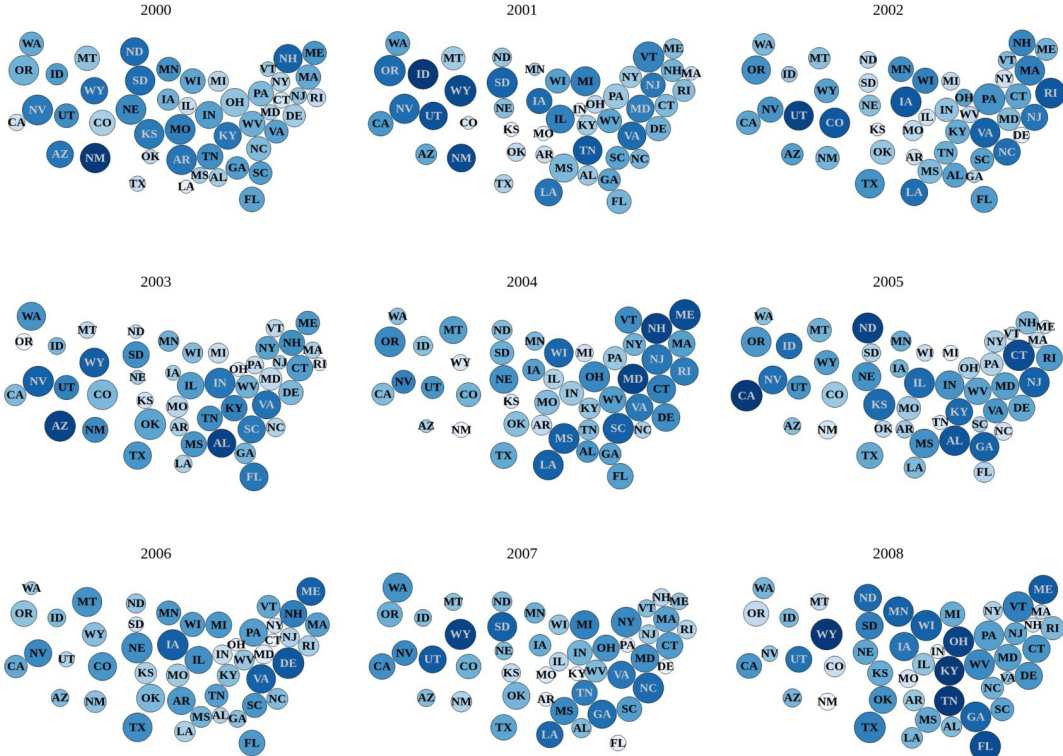 2000
WA OR ID MT WY NV UT CO CA AZ NM ND SD NE KS OK TX MN IA MO AR LA WI IL MI IN KY TN MS AL OH WV GA FL SC NC VA PA MD DE NJ CT NY VT NH ME MA RI
2001
WA OR ID MT WY NV UT CO CA AZ NM ND SD NE KS OK TX MN IA MO AR LA WI IL MI IN KY TN MS AL OH WV GA FL SC NC VA PA MD DE NJ CT NY VT NH ME MA RI
2002
WA OR ID MT WY NV UT CO CA AZ NM ND SD NE KS OK TX MN IA MO AR LA WI IL MI IN KY TN MS AL OH WV GA FL SC NC VA PA MD DE NJ CT NY VT NH ME MA RI
2003
WA OR ID MT WY NV UT CO CA AZ NM ND SD NE KS OK TX MN IA MO AR LA WI IL MI IN KY TN MS AL OH WV GA FL SC NC VA PA MD DE NJ CT NY VT NH ME MA RI
2004
WA OR ID MT WY NV UT CO CA AZ NM ND SD NE KS OK TX MN IA MO AR LA WI IL MI IN KY TN MS AL OH WV GA FL SC NC VA PA MD DE NJ CT NY VT NH ME MA RI
2005
WA OR ID MT WY NV UT CO CA AZ NM ND SD NE KS OK TX MN IA MO AR LA WI IL MI IN KY TN MS AL OH WV GA FL SC NC VA PA MD DE NJ CT NY VT NH ME MA RI
2006
WA OR ID MT WY NV UT CO CA AZ NM ND SD NE KS OK TX MN IA MO AR LA WI IL MI IN KY TN MS AL OH WV GA FL SC NC VA PA MD DE NJ CT NY VT NH ME MA RI
2007
WA OR ID MT WY NV UT CO CA AZ NM ND SD NE KS OK TX MN IA MO AR LA WI IL MI IN KY TN MS AL OH WV GA FL SC NC VA PA MD DE NJ CT NY VT NH ME MA RI
2008
WA OR ID MT WY NV UT CO CA AZ NM ND SD NE KS OK TX MN IA MO AR LA WI IL MI IN KY TN MS AL OH WV GA FL SC NC VA PA MD DE NJ CT NY VT NH ME MA RI